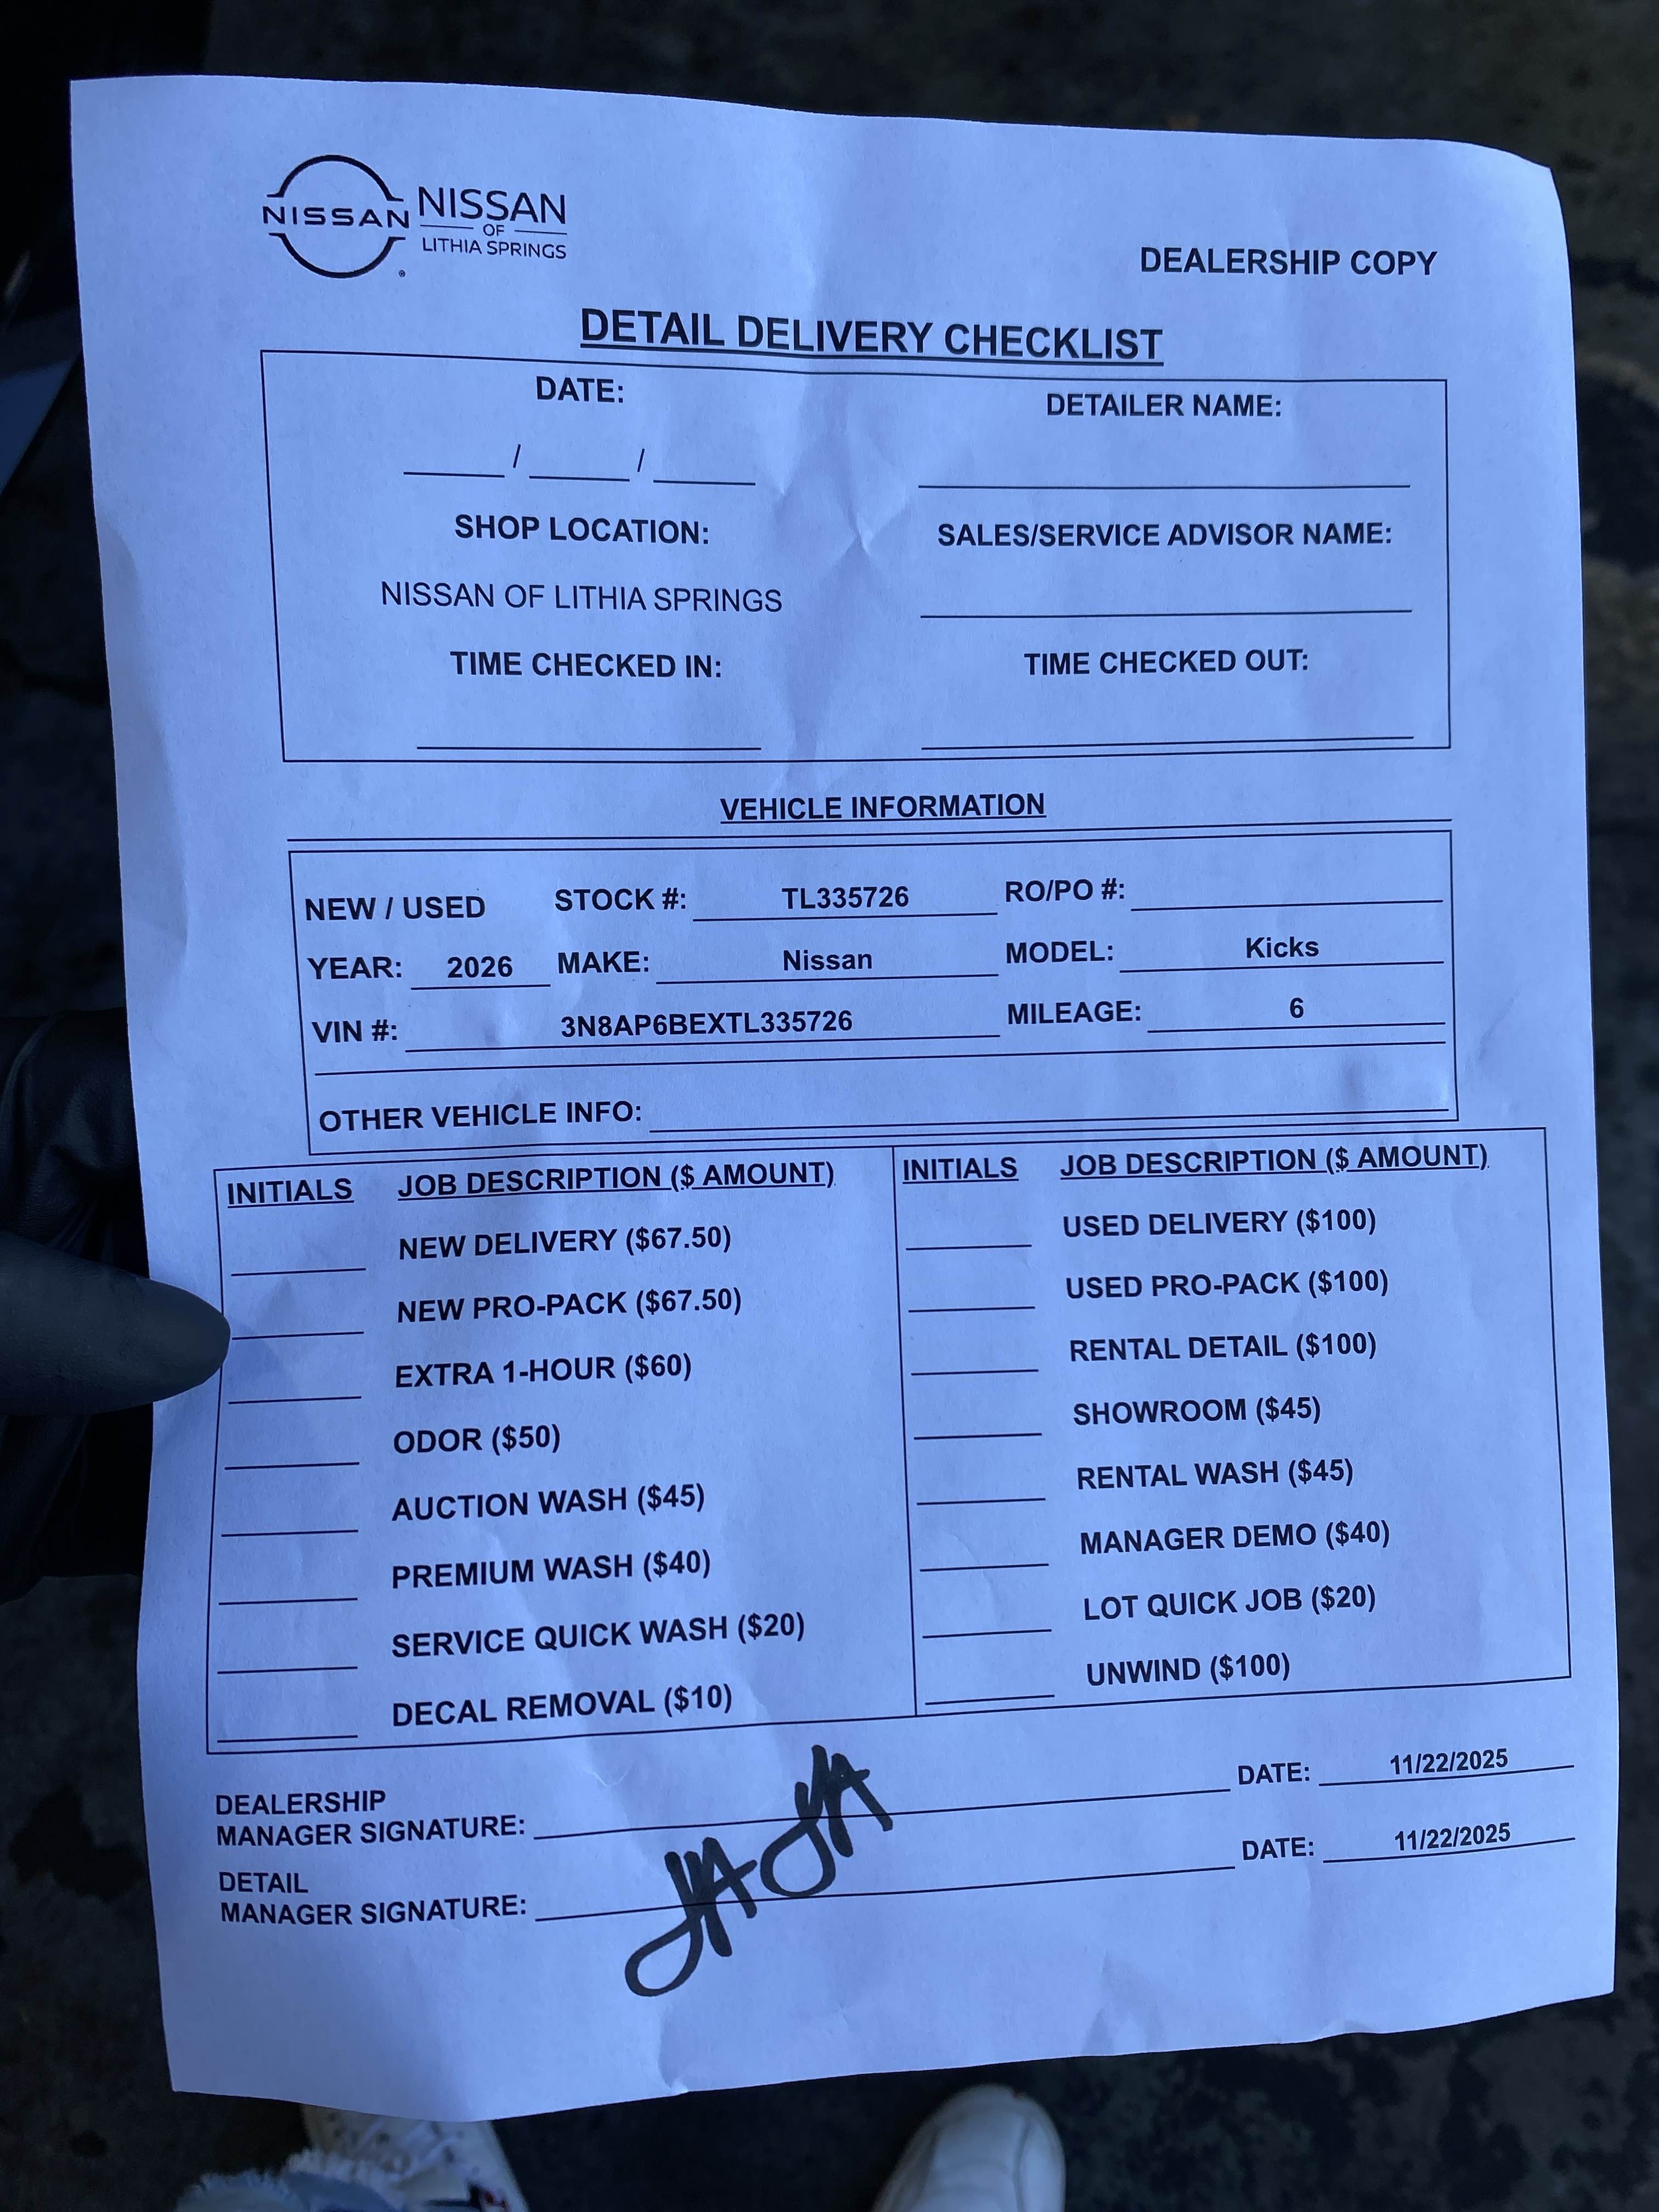 NISSAN
NISSAN
OF
LITHIA SPRINGS
DEALERSHIP COPY
DETAIL DELIVERY CHECKLIST
DATE:
DETAILER NAME:
/ /
SHOP LOCATION:
SALES/SERVICE ADVISOR NAME:
NISSAN OF LITHIA SPRINGS
TIME CHECKED IN:
TIME CHECKED OUT:
VEHICLE INFORMATION
NEW / USED STOCK #: TL335726 RO/PO #:
YEAR: 2026 MAKE: Nissan MODEL: Kicks
VIN #: 3N8AP6BEXTL335726 MILEAGE: 6
OTHER VEHICLE INFO:
INITIALS JOB DESCRIPTION ($ AMOUNT)
NEW DELIVERY ($67.50)
NEW PRO-PACK ($67.50)
EXTRA 1-HOUR ($60)
ODOR ($50)
AUCTION WASH ($45)
PREMIUM WASH ($40)
SERVICE QUICK WASH ($20)
DECAL REMOVAL ($10)
INITIALS JOB DESCRIPTION ($ AMOUNT)
USED DELIVERY ($100)
USED PRO-PACK ($100)
RENTAL DETAIL ($100)
SHOWROOM ($45)
RENTAL WASH ($45)
MANAGER DEMO ($40)
LOT QUICK JOB ($20)
UNWIND ($100)
DEALERSHIP
MANAGER SIGNATURE: DATE: 11/22/2025
DETAIL
MANAGER SIGNATURE: DATE: 11/22/2025